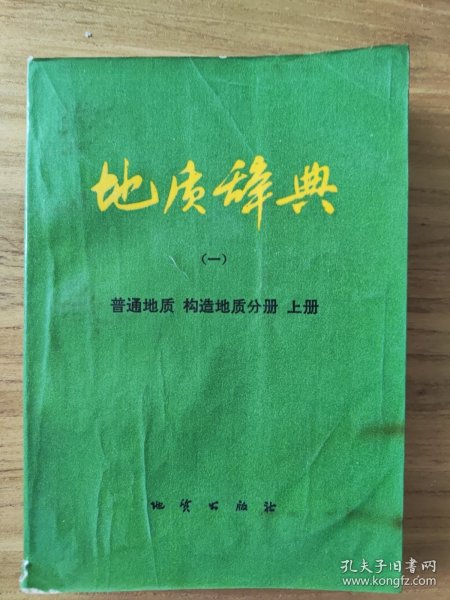 地质辞典
(一)
普通地质 构造地质分册 上册
地质出版社
孔夫子旧书网
www.kongfz.com